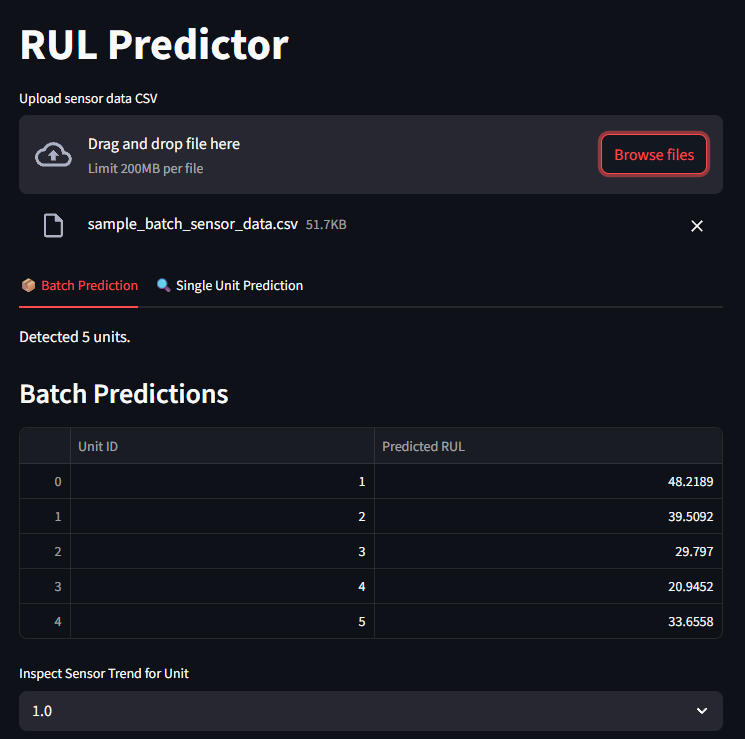 RUL Predictor
Upload sensor data CSV
Drag and drop file here
Limit 200MB per file
Browse files
sample_batch_sensor_data.csv 51.7KB
Batch Prediction Single Unit Prediction
Detected 5 units.
Batch Predictions
Unit ID Predicted RUL
0 1 48.2189
1 2 39.5092
2 3 29.797
3 4 20.9452
4 5 33.6558
Inspect Sensor Trend for Unit
1.0